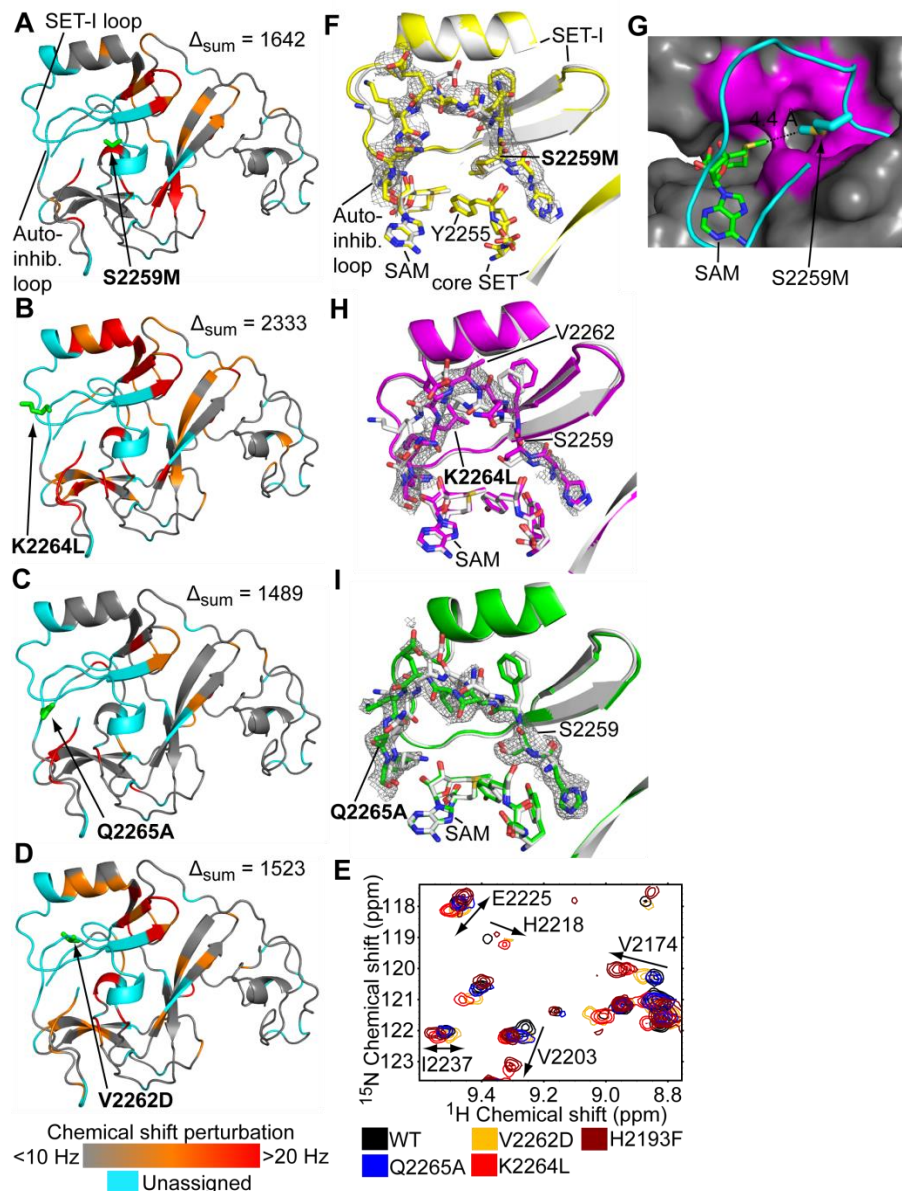 A
SET-I loop
Δsum = 1642
Auto-
inhib.
loop
S2259M
B
Δsum = 2333
K2264L
C
Δsum = 1489
Q2265A
D
Δsum = 1523
V2262D
Chemical shift perturbation
<10 Hz
>20 Hz
Unassigned
F
SET-I
S2259M
Auto-
inhib.
loop
Y2255
SAM
core SET
G
4.4 Å
SAM
S2259M
H
V2262
S2259
K2264L
SAM
I
S2259
Q2265A
SAM
E
118
119
120
121
122
123
15N Chemical shift (ppm)
E2225
H2218
V2174
I2237
V2203
9.4
9.2
9.0
8.8
1H Chemical shift (ppm)
WT
V2262D
H2193F
Q2265A
K2264L